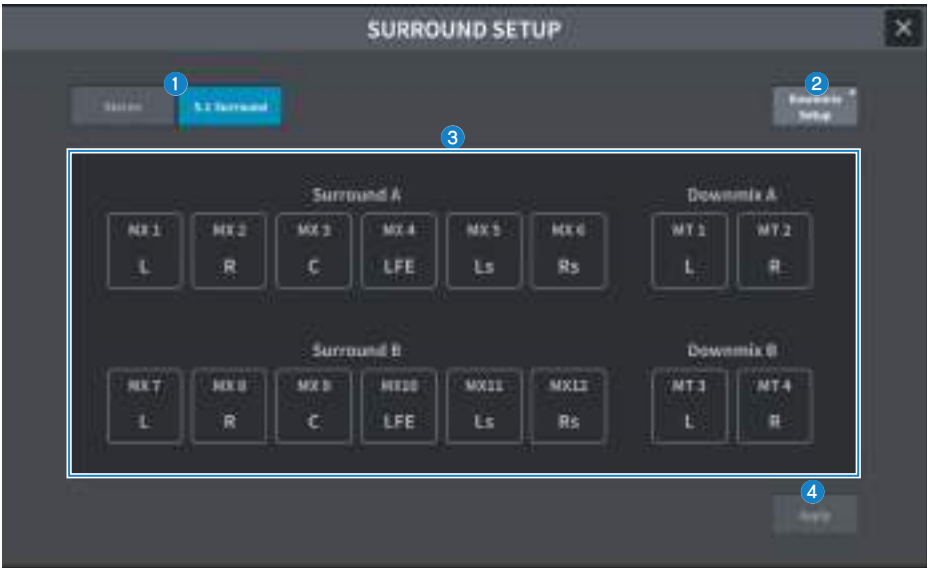 SURROUND SETUP
1
2
Stereo
5.1 Surround
Downmix
Setup
3
Surround A
Downmix A
MX 1
MX 2
MX 3
MX 4
MX 5
MX 6
MT 1
MT 2
L
R
C
LFE
Ls
Rs
L
R
Surround B
Downmix B
MX 7
MX 8
MX 9
MX10
MX11
MX12
MT 3
MT 4
L
R
C
LFE
Ls
Rs
L
R
4
Apply